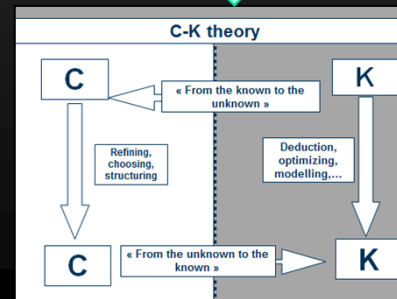 C-K theory
C
« From the known to the
unknown »
K
Refining,
choosing,
structuring
Deduction,
optimizing,
modelling,...
C
« From the unknown to the
known »
K